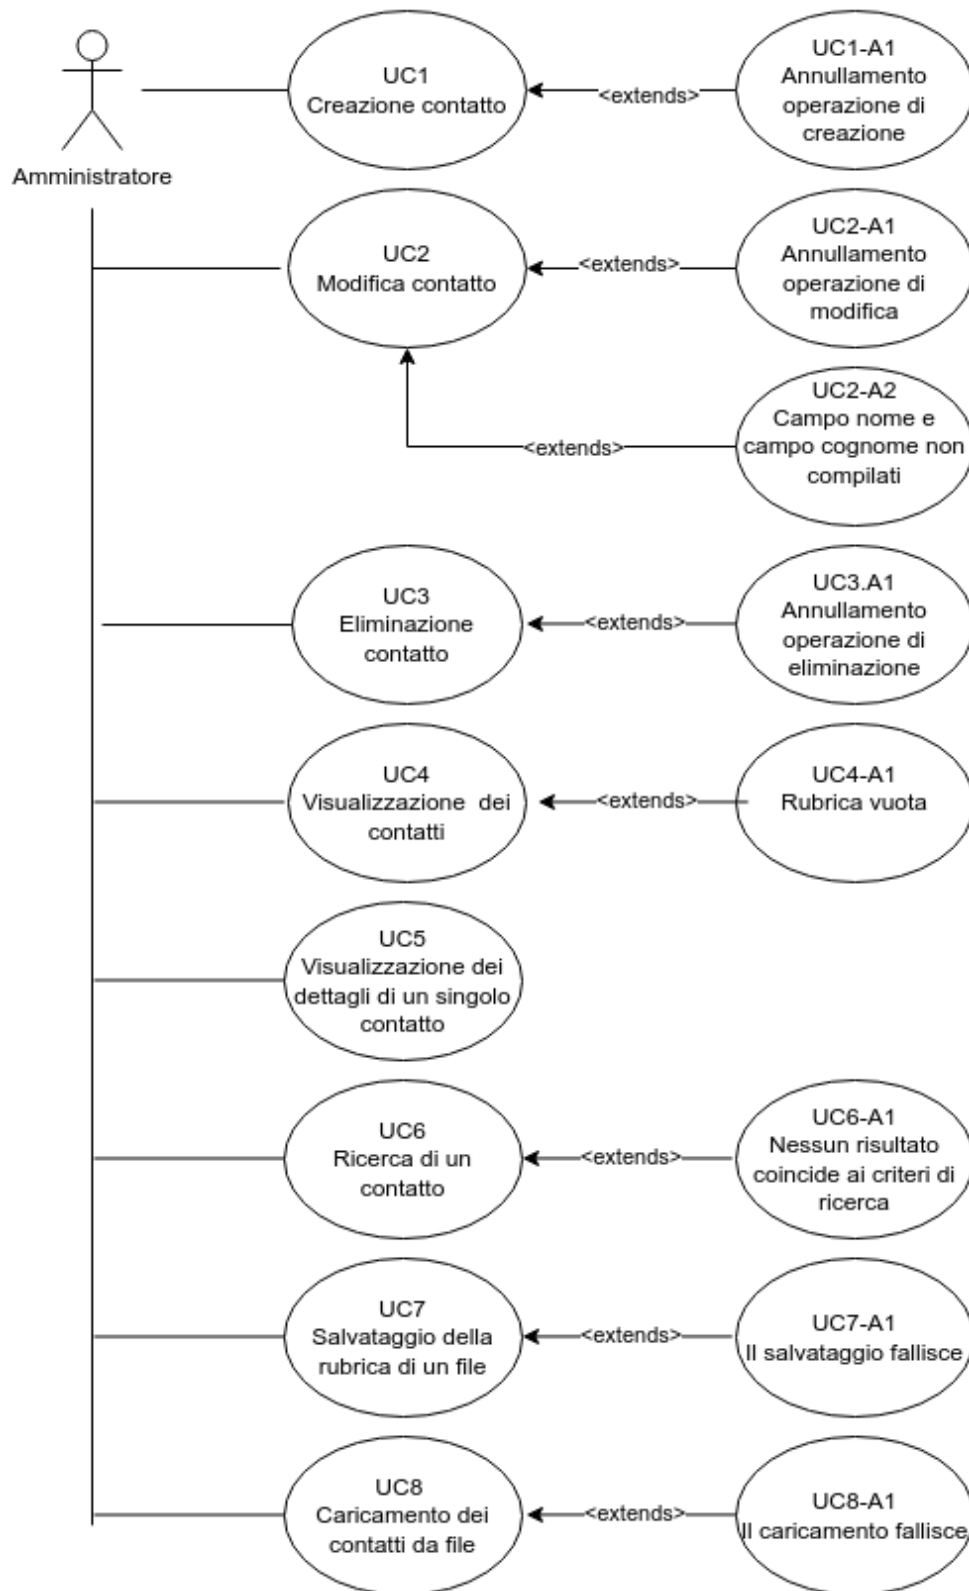 Amministratore
UC1
Creazione contatto
<extends>
UC1-A1
Annullamento
operazione di
creazione
UC2
Modifica contatto
<extends>
UC2-A1
Annullamento
operazione di
modifica
<extends>
UC2-A2
Campo nome e
campo cognome non
compilati
UC3
Eliminazione
contatto
<extends>
UC3.A1
Annullamento
operazione di
eliminazione
UC4
Visualizzazione dei
contatti
<extends>
UC4-A1
Rubrica vuota
UC5
Visualizzazione dei
dettagli di un singolo
contatto
UC6
Ricerca di un
contatto
<extends>
UC6-A1
Nessun risultato
coincide ai criteri di
ricerca
UC7
Salvataggio della
rubrica di un file
<extends>
UC7-A1
Il salvataggio fallisce
UC8
Caricamento dei
contatti da file
<extends>
UC8-A1
Il caricamento fallisce